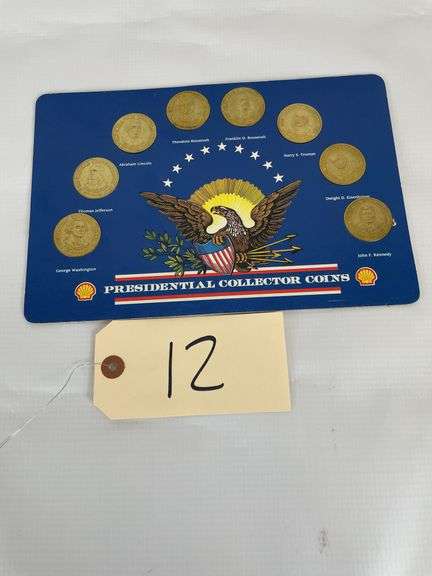 George Washington
Thomas Jefferson
Abraham Lincoln
Theodore Roosevelt
Franklin D. Roosevelt
Harry S. Truman
Dwight D. Eisenhower
John F. Kennedy
PRESIDENTIAL COLLECTOR COINS
12